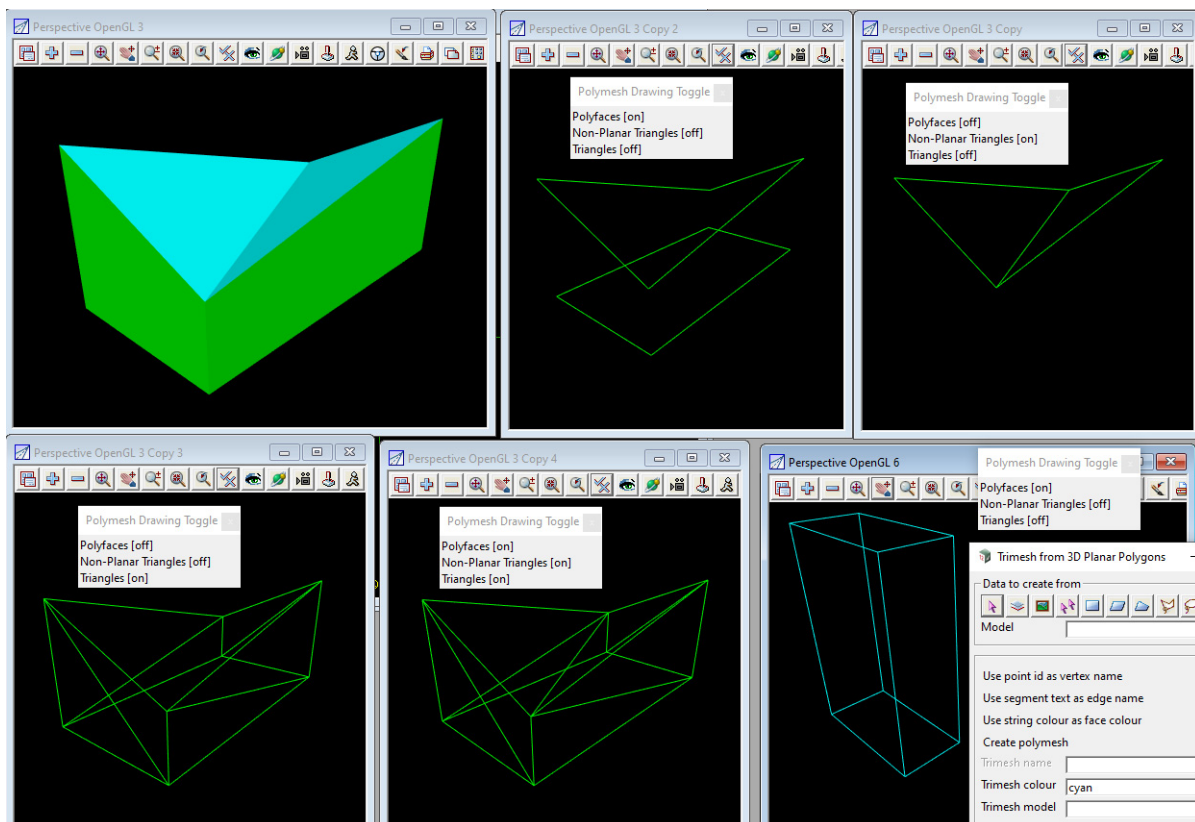 Perspective OpenGL 3
Perspective OpenGL 3 Copy 2
Perspective OpenGL 3 Copy
Polymesh Drawing Toggle
Polyfaces [on]
Non-Planar Triangles [off]
Triangles [off]
Polymesh Drawing Toggle
Polyfaces [off]
Non-Planar Triangles [on]
Triangles [off]
Perspective OpenGL 3 Copy 3
Perspective OpenGL 3 Copy 4
Perspective OpenGL 6
Polymesh Drawing Toggle
Polyfaces [off]
Non-Planar Triangles [off]
Triangles [on]
Polymesh Drawing Toggle
Polyfaces [on]
Non-Planar Triangles [on]
Triangles [on]
Polymesh Drawing Toggle
Polyfaces [on]
Non-Planar Triangles [off]
Triangles [off]
Trimesh from 3D Planar Polygons
Data to create from
Model
Use point id as vertex name
Use segment text as edge name
Use string colour as face colour
Create polymesh
Trimesh name
Trimesh colour cyan
Trimesh model